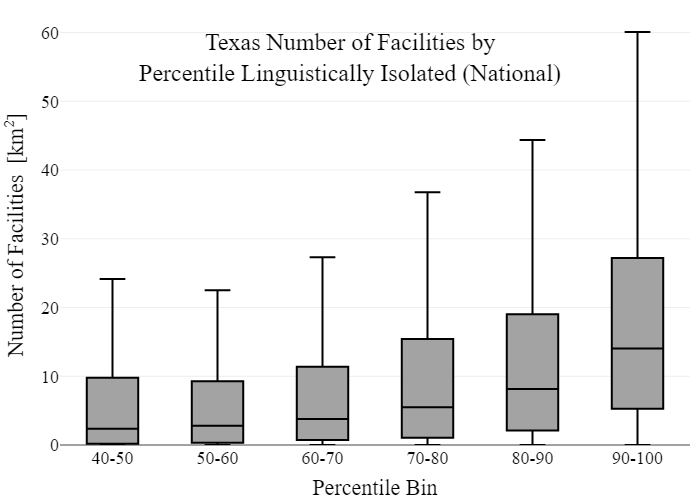 Texas Number of Facilities by
Percentile Linguistically Isolated (National)
Number of Facilities [km²]
60
50
40
30
20
10
0
40-50 50-60 60-70 70-80 80-90 90-100
Percentile Bin